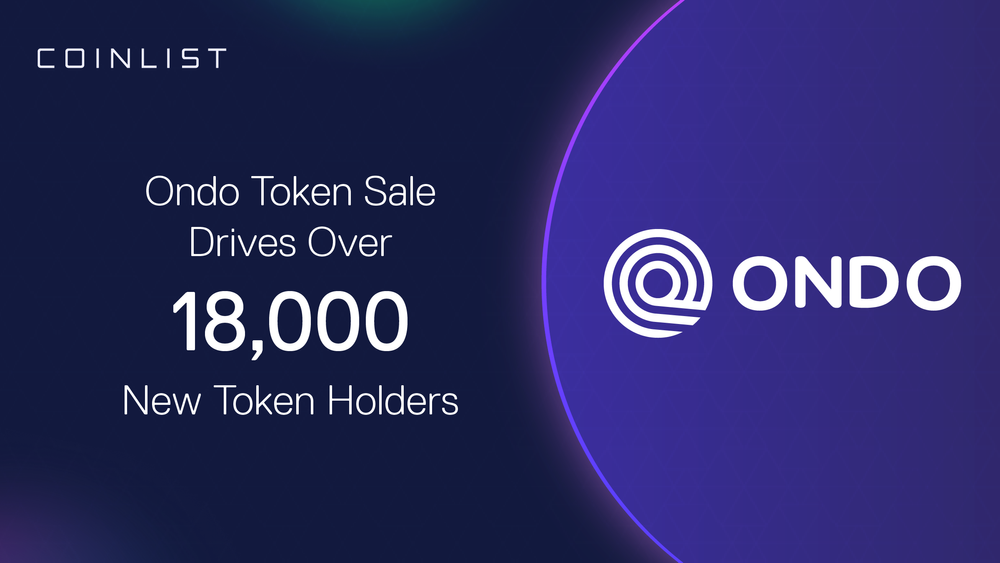 COINLIST
Ondo Token Sale
Drives Over
18,000
New Token Holders
ONDO